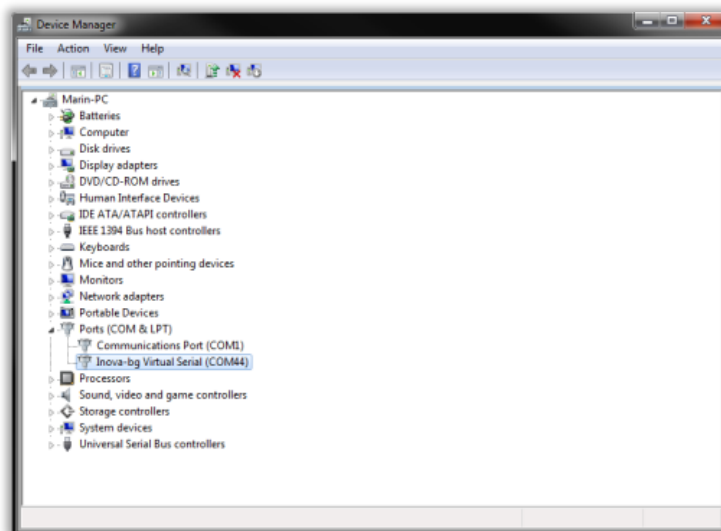 Device Manager
File Action View Help
Marin-PC
Batteries
Computer
Disk drives
Display adapters
DVD/CD-ROM drives
Human Interface Devices
IDE ATA/ATAPI controllers
IEEE 1394 Bus host controllers
Keyboards
Mice and other pointing devices
Monitors
Network adapters
Portable Devices
Ports (COM & LPT)
Communications Port (COM1)
Inova-bg Virtual Serial (COM44)
Processors
Sound, video and game controllers
Storage controllers
System devices
Universal Serial Bus controllers